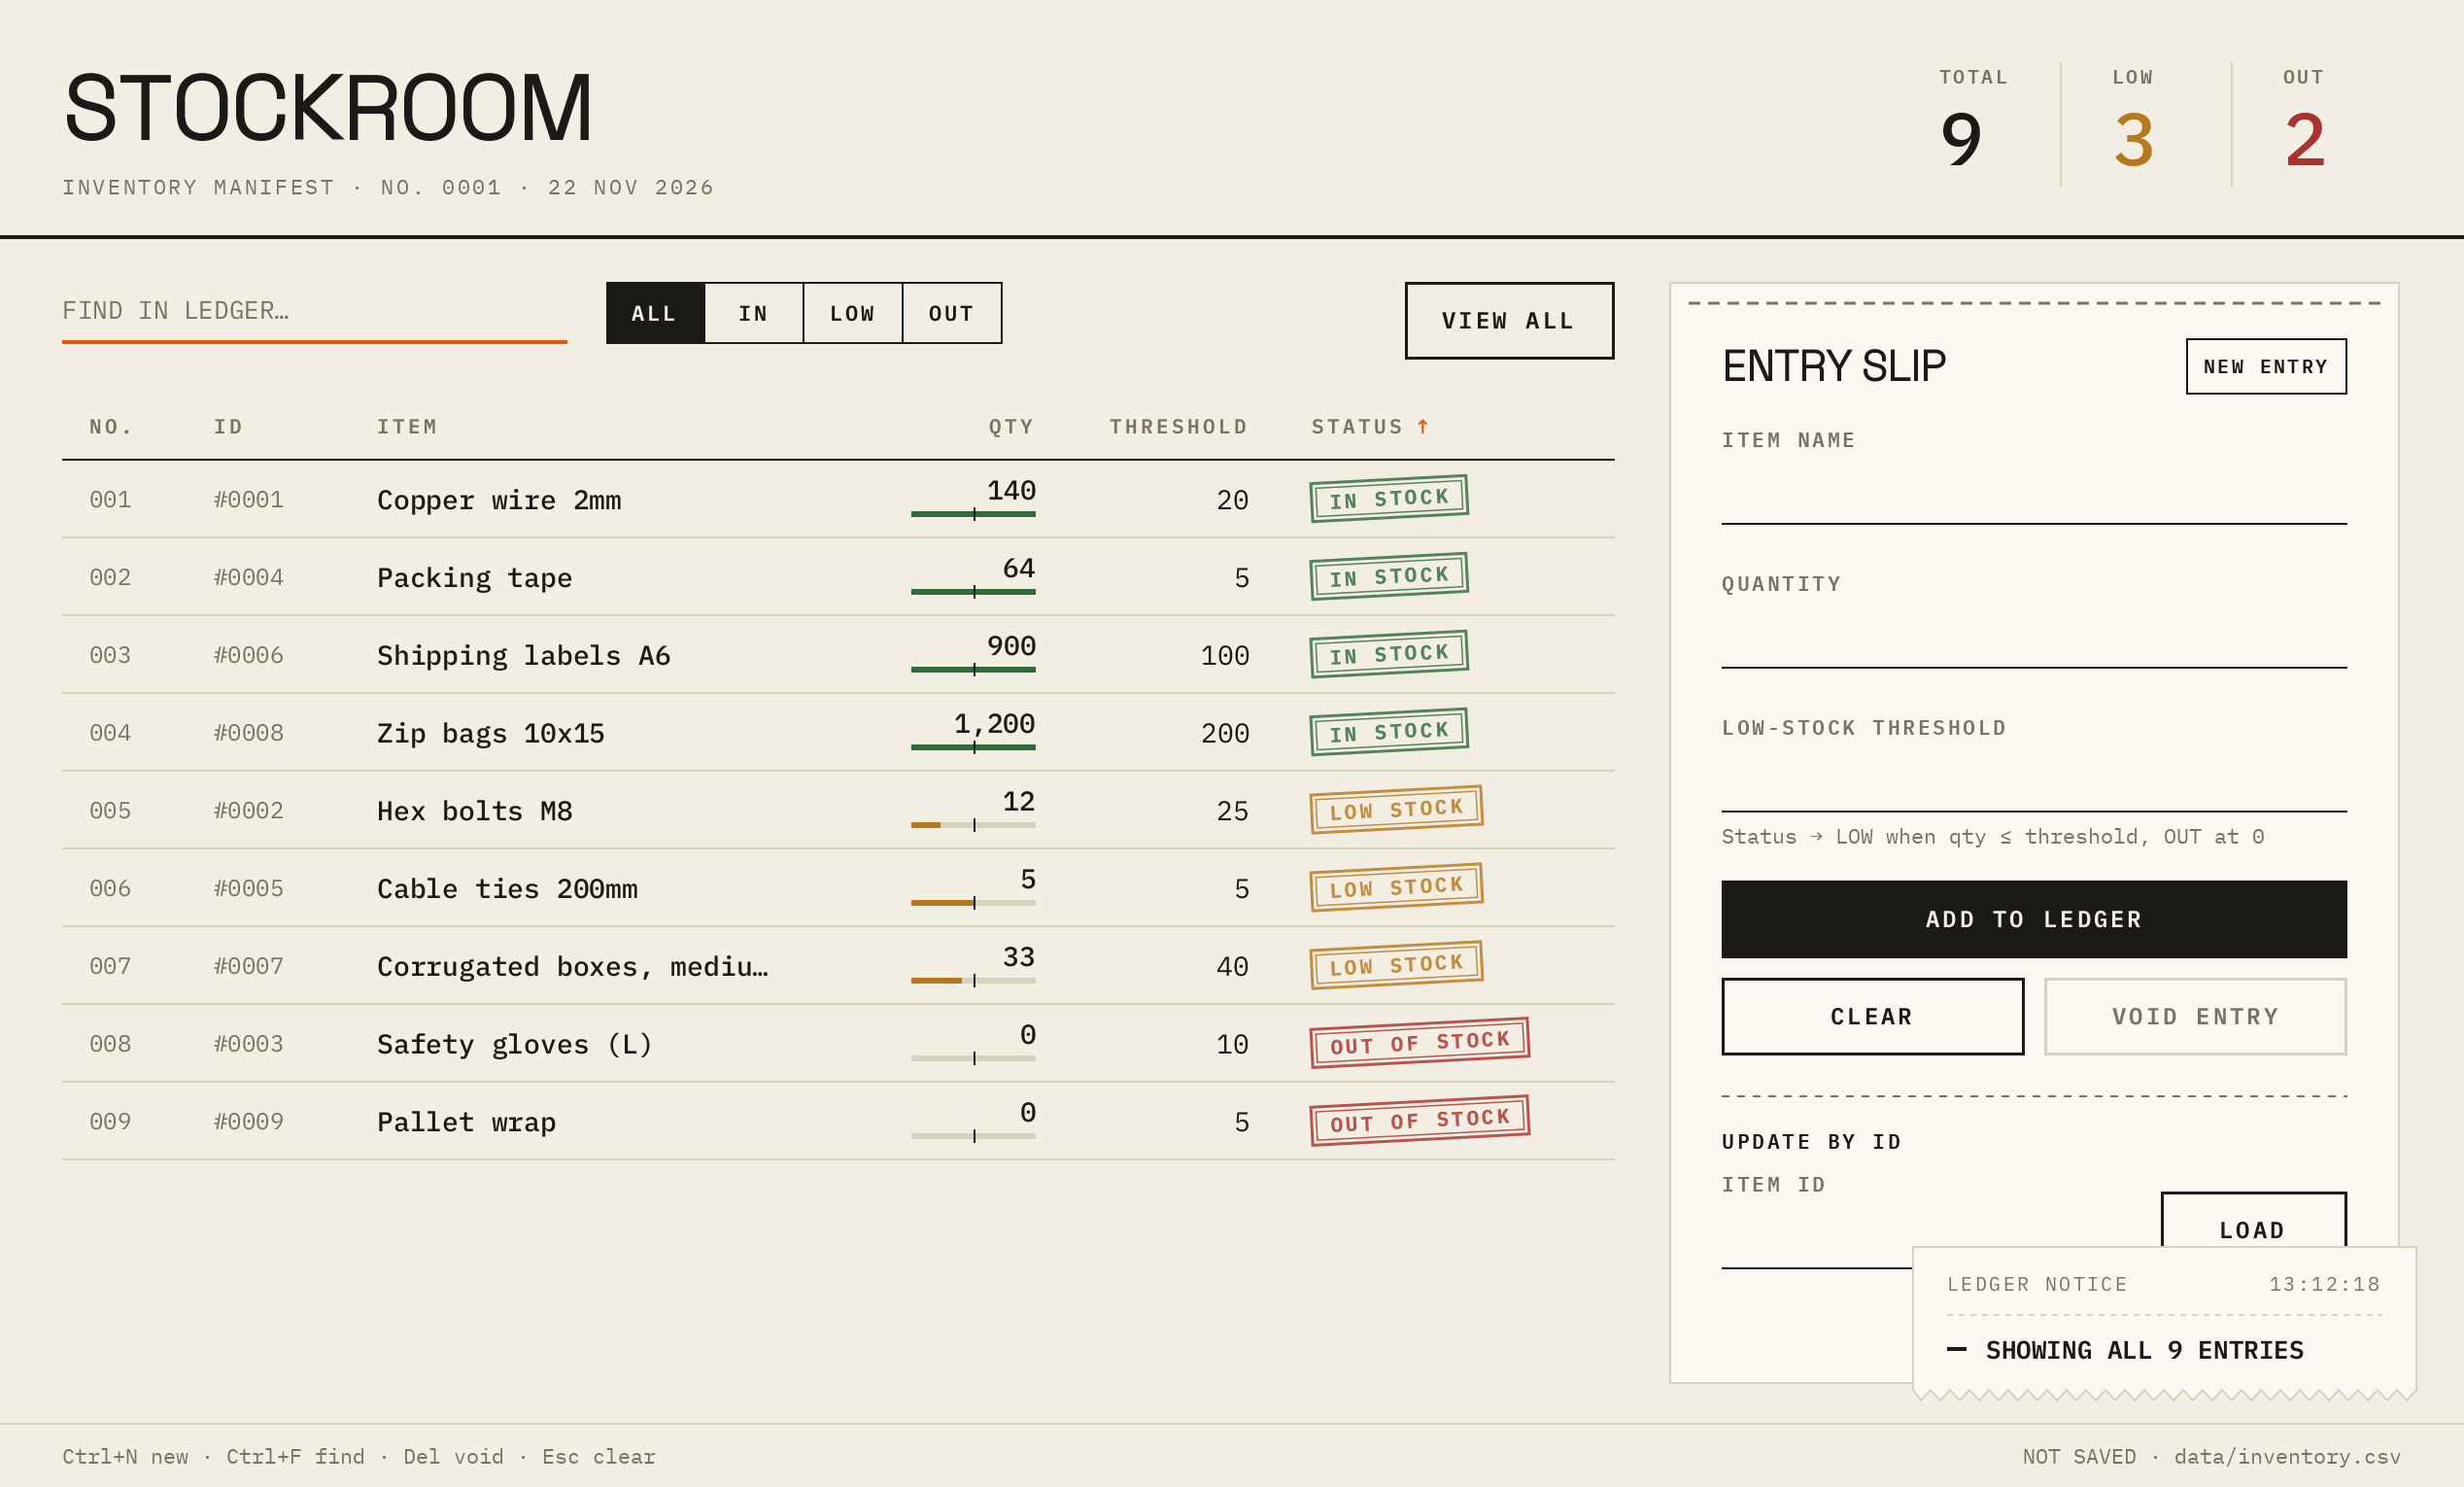 STOCKROOM
INVENTORY MANIFEST · NO. 0001 · 22 NOV 2026
TOTAL
9
LOW
3
OUT
2
FIND IN LEDGER…
ALL IN LOW OUT
VIEW ALL
NO. ID ITEM QTY THRESHOLD STATUS ↑
001 #0001 Copper wire 2mm 140 20 IN STOCK
002 #0004 Packing tape 64 5 IN STOCK
003 #0006 Shipping labels A6 900 100 IN STOCK
004 #0008 Zip bags 10x15 1,200 200 IN STOCK
005 #0002 Hex bolts M8 12 25 LOW STOCK
006 #0005 Cable ties 200mm 5 5 LOW STOCK
007 #0007 Corrugated boxes, mediu… 33 40 LOW STOCK
008 #0003 Safety gloves (L) 0 10 OUT OF STOCK
009 #0009 Pallet wrap 0 5 OUT OF STOCK
ENTRY SLIP
NEW ENTRY
ITEM NAME
QUANTITY
LOW-STOCK THRESHOLD
Status → LOW when qty ≤ threshold, OUT at 0
ADD TO LEDGER
CLEAR
VOID ENTRY
UPDATE BY ID
ITEM ID
LOAD
LEDGER NOTICE 13:12:18
— SHOWING ALL 9 ENTRIES
Ctrl+N new · Ctrl+F find · Del void · Esc clear
NOT SAVED · data/inventory.csv